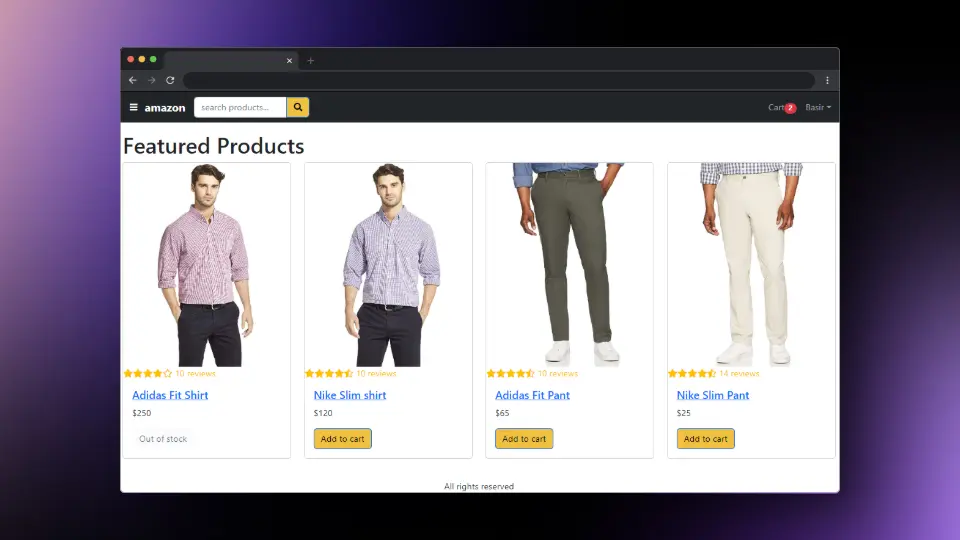 amazon
search products...
Cart 2
Basir
Featured Products
10 reviews
Adidas Fit Shirt
$250
Out of stock
10 reviews
Nike Slim shirt
$120
Add to cart
10 reviews
Adidas Fit Pant
$65
Add to cart
14 reviews
Nike Slim Pant
$25
Add to cart
All rights reserved